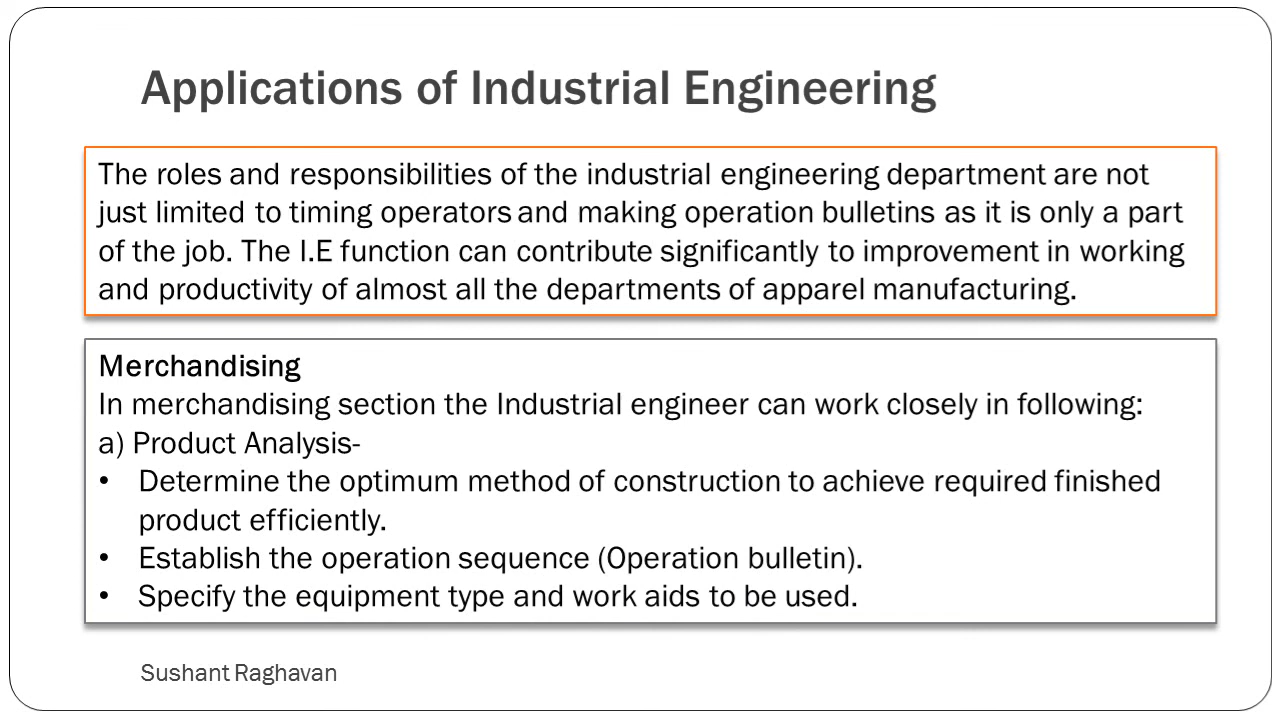 Applications of Industrial Engineering
The roles and responsibilities of the industrial engineering department are not
just limited to timing operators and making operation bulletins as it is only a part
of the job. The I.E function can contribute significantly to improvement in working
and productivity of almost all the departments of apparel manufacturing.
Merchandising
In merchandising section the Industrial engineer can work closely in following:
a) Product Analysis-
• Determine the optimum method of construction to achieve required finished
product efficiently.
• Establish the operation sequence (Operation bulletin).
• Specify the equipment type and work aids to be used.
Sushant Raghavan